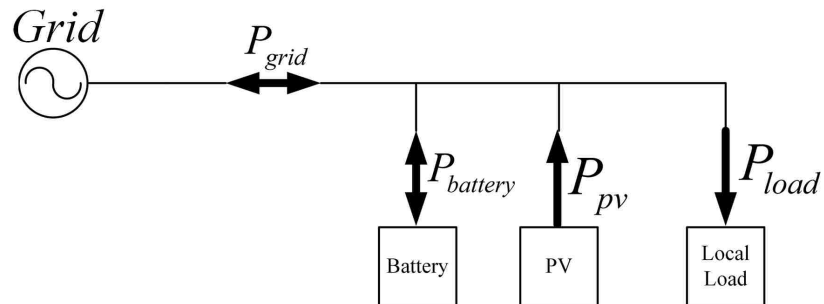 Grid
P_grid
P_battery
P_pv
P_load
Battery
PV
Local
Load